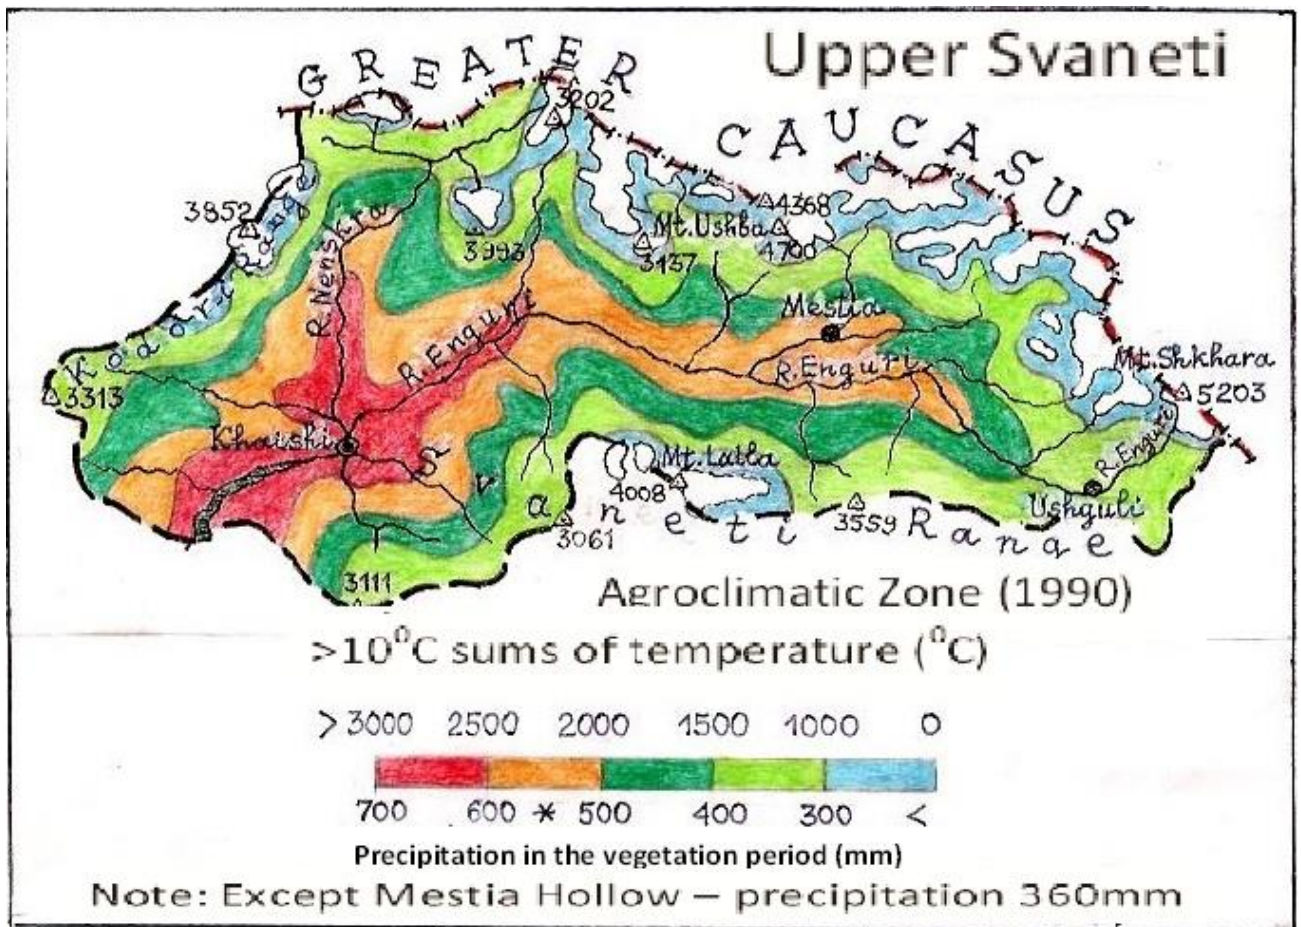 Upper Svaneti
GREATER CAUCASUS
3202
3852
Kodori Range
R. Nenskra
3993
Mt. Ushba
4368
4700
3137
Mestia
R. Enguri
R. Enguri
Mt. Shkhara
5203
3313
Khaishi
R. Enguri
Mt. Laila
4008
Ushguli
Svaneti Range
3559
3061
3111
Agroclimatic Zone (1990)
>10⁰C sums of temperature (⁰C)
>3000 2500 2000 1500 1000 0
700 600 * 500 400 300 <
Precipitation in the vegetation period (mm)
Note: Except Mestia Hollow – precipitation 360mm